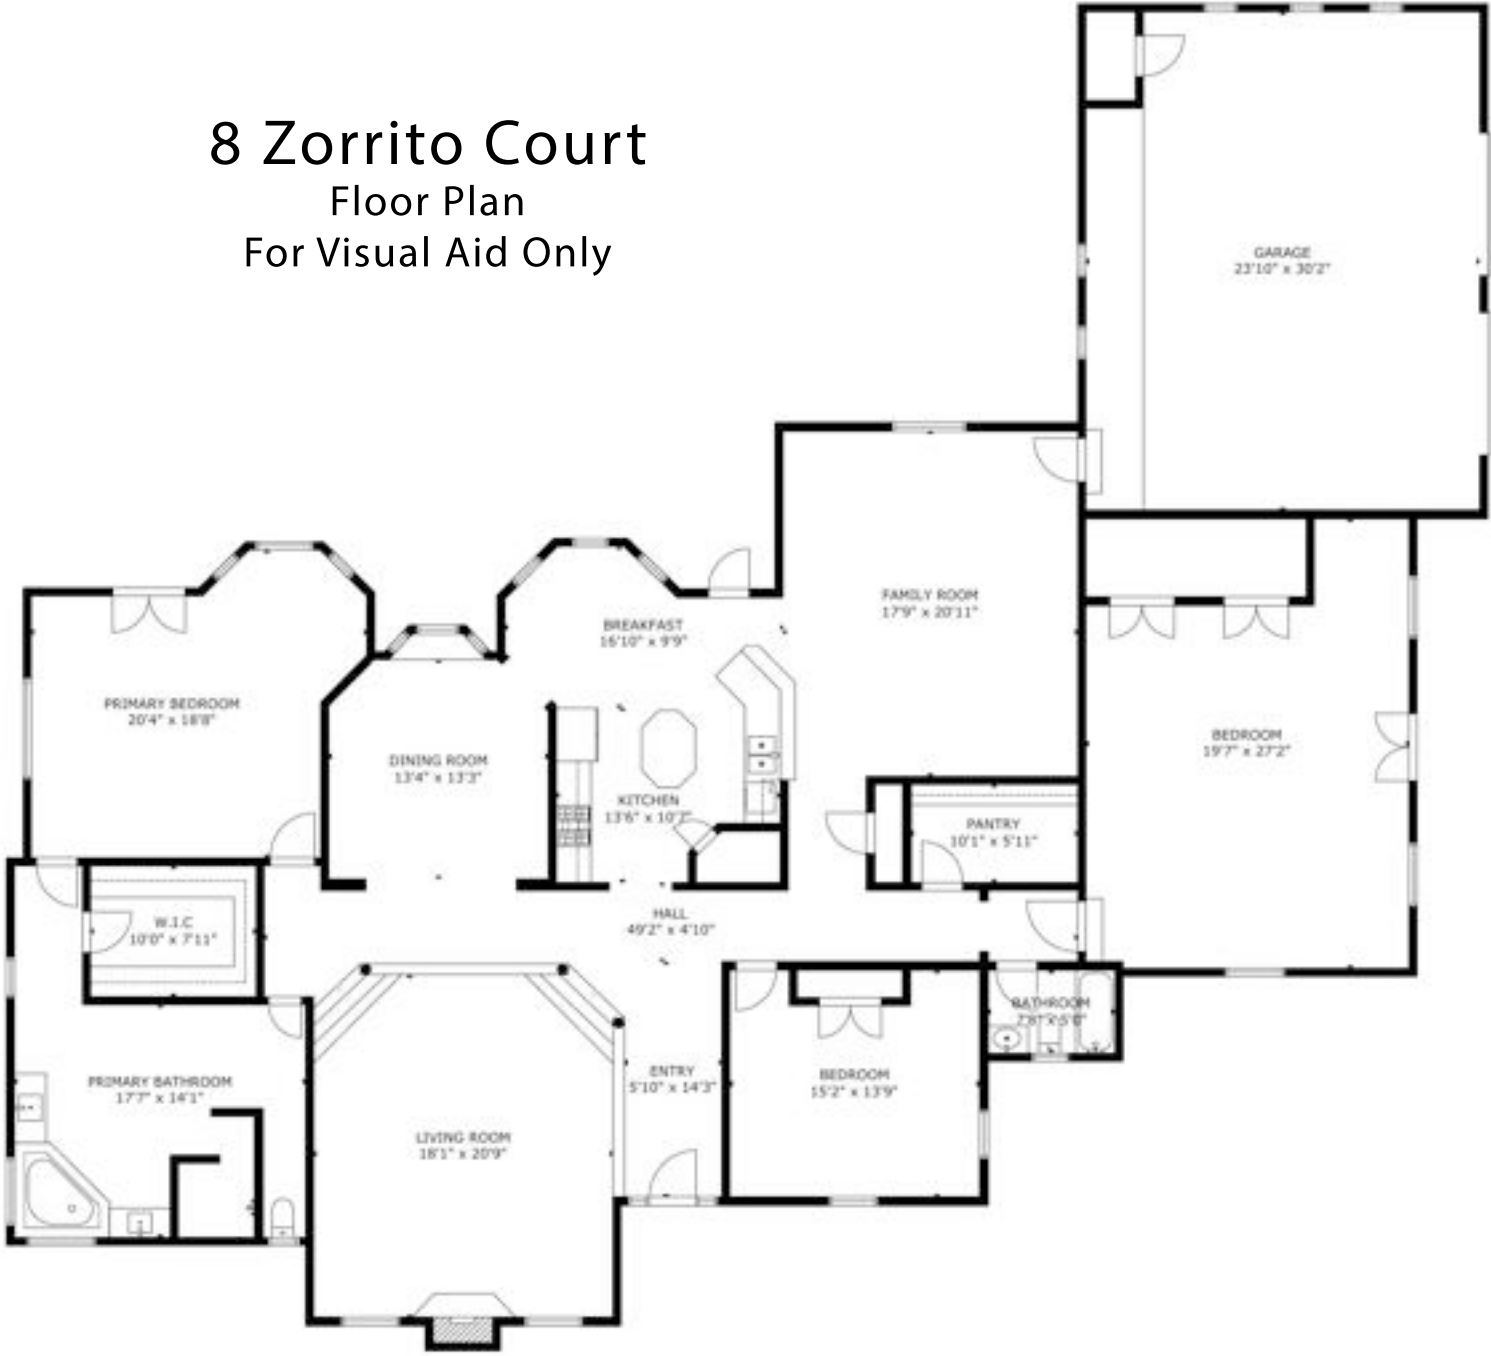 8 Zorrito Court
Floor Plan
For Visual Aid Only
GARAGE
23'10" x 30'2"
FAMILY ROOM
17'9" x 20'11"
BREAKFAST
16'10" x 9'9"
PRIMARY BEDROOM
20'4" x 18'8"
DINING ROOM
13'4" x 13'3"
BEDROOM
19'7" x 27'2"
KITCHEN
13'6" x 10'7"
PANTRY
10'1" x 5'11"
W.I.C
10'0" x 7'11"
HALL
49'2" x 4'10"
BATHROOM
PRIMARY BATHROOM
17'7" x 14'1"
ENTRY
5'10" x 14'3"
BEDROOM
15'2" x 13'9"
LIVING ROOM
18'1" x 20'9"